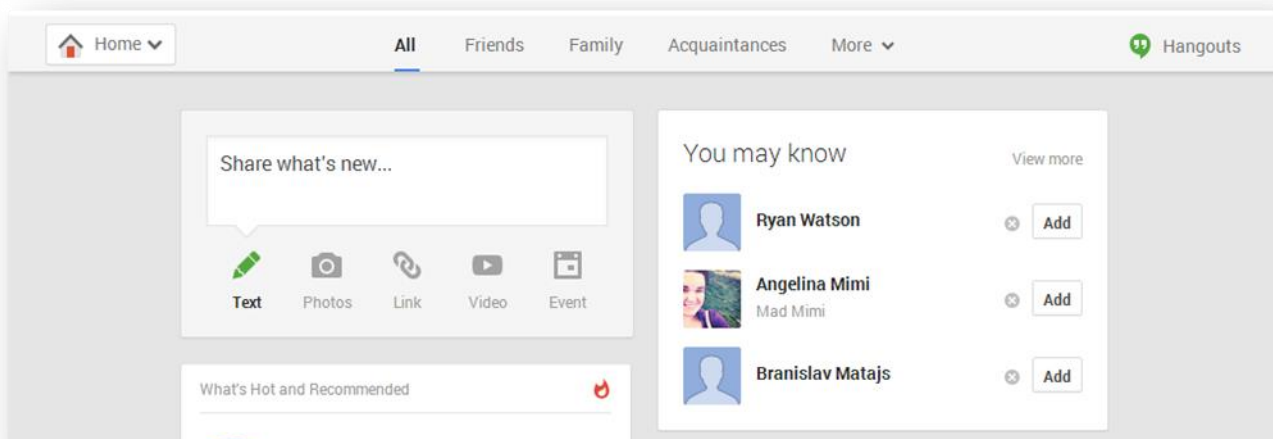 Home
All Friends Family Acquaintances More
Hangouts
Share what's new...
Text Photos Link Video Event
What's Hot and Recommended
You may know
View more
Ryan Watson
Add
Angelina Mimi
Mad Mimi
Add
Branislav Matajs
Add